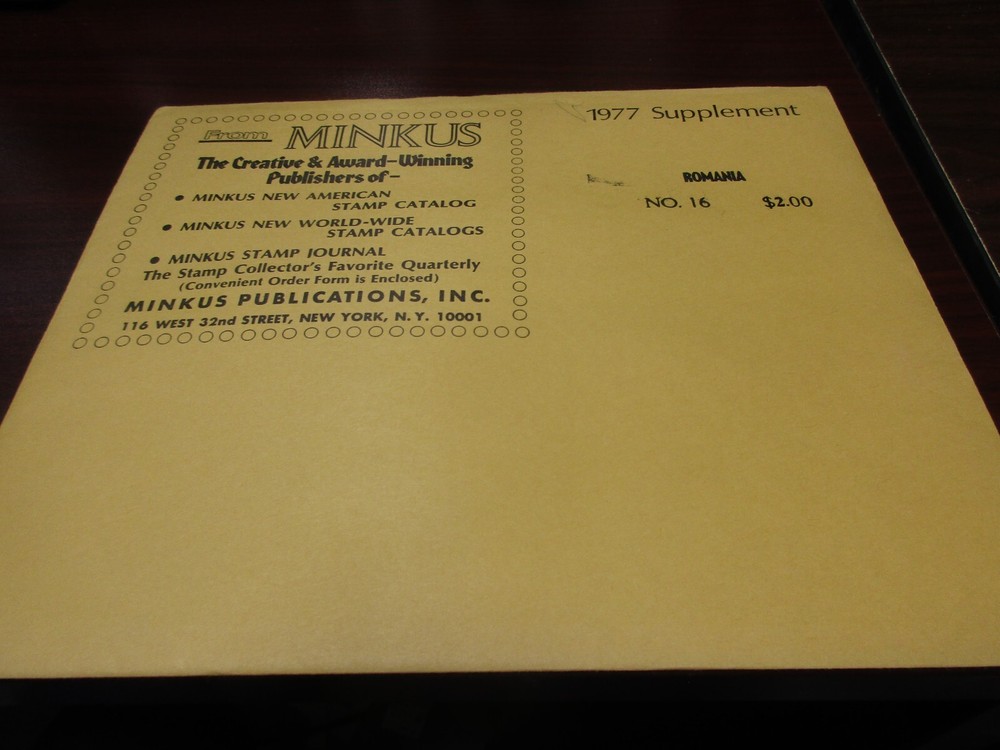 From MINKUS
The Creative & Award-Winning
Publishers of-
• MINKUS NEW AMERICAN
STAMP CATALOG
• MINKUS NEW WORLD-WIDE
STAMP CATALOGS
• MINKUS STAMP JOURNAL
The Stamp Collector's Favorite Quarterly
(Convenient Order Form is Enclosed)
MINKUS PUBLICATIONS, INC.
116 WEST 32nd STREET, NEW YORK, N.Y. 10001
1977 Supplement
ROMANIA
NO. 16 $2.00